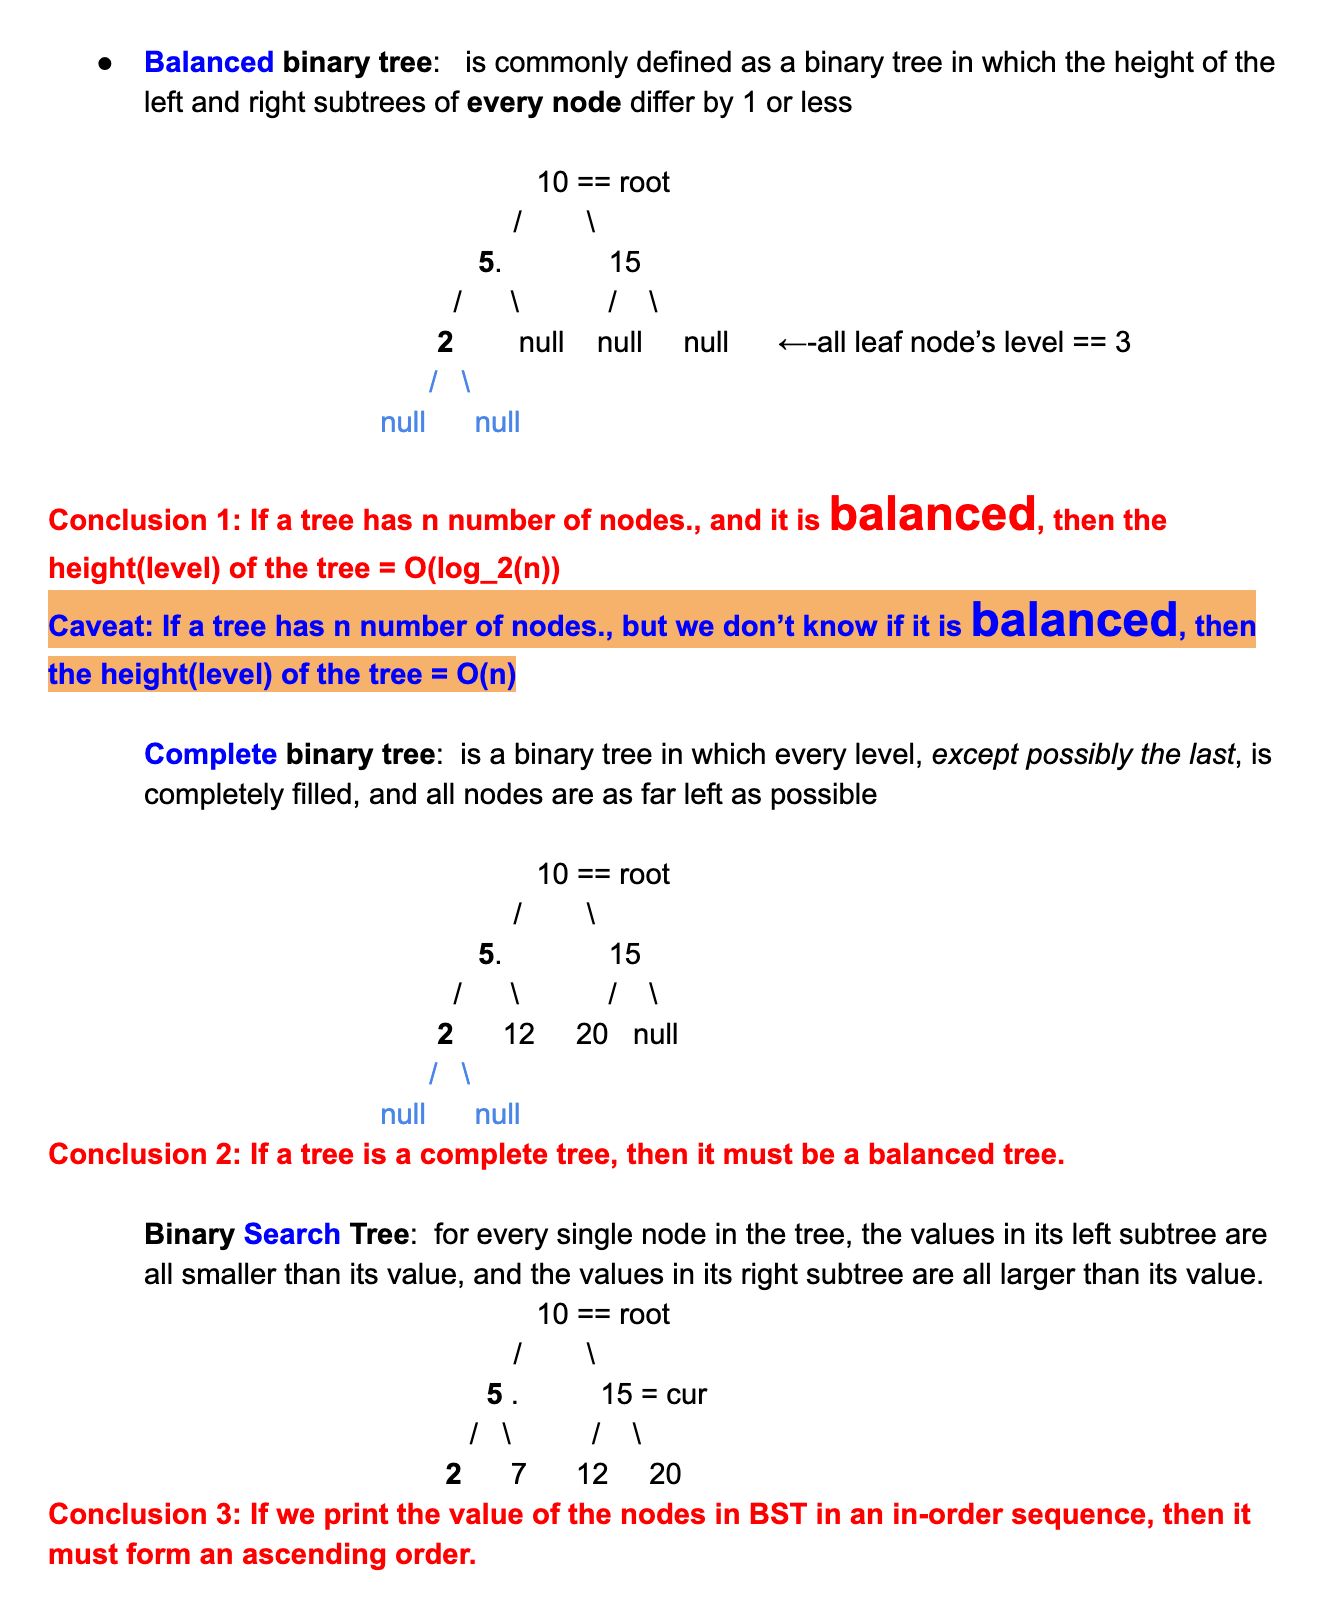 ● Balanced binary tree: is commonly defined as a binary tree in which the height of the
left and right subtrees of every node differ by 1 or less
10 == root
/ \
5. 15
/ \ / \
2 null null null ←-all leaf node’s level == 3
/ \
null null
Conclusion 1: If a tree has n number of nodes., and it is balanced, then the
height(level) of the tree = O(log_2(n))
Caveat: If a tree has n number of nodes., but we don’t know if it is balanced, then
the height(level) of the tree = O(n)
Complete binary tree: is a binary tree in which every level, except possibly the last, is
completely filled, and all nodes are as far left as possible
10 == root
/ \
5. 15
/ \ / \
2 12 20 null
/ \
null null
Conclusion 2: If a tree is a complete tree, then it must be a balanced tree.
Binary Search Tree: for every single node in the tree, the values in its left subtree are
all smaller than its value, and the values in its right subtree are all larger than its value.
10 == root
/ \
5 . 15 = cur
/ \ / \
2 7 12 20
Conclusion 3: If we print the value of the nodes in BST in an in-order sequence, then it
must form an ascending order.